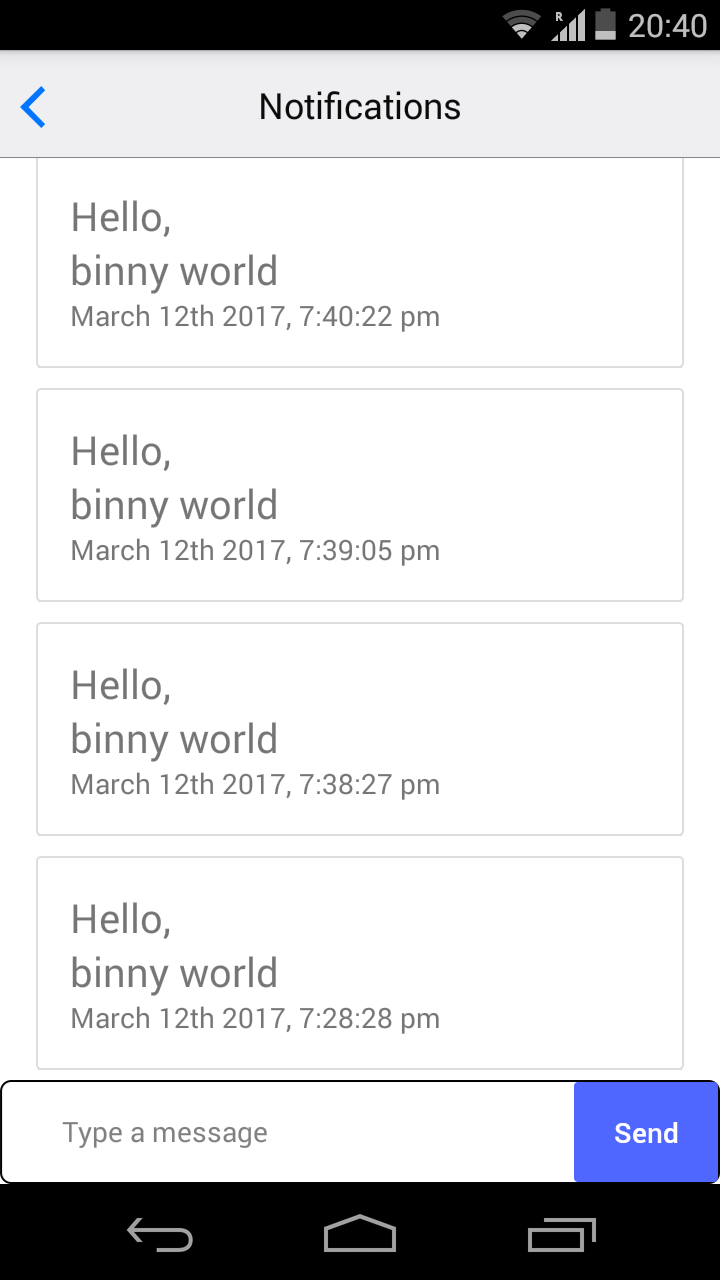 R
20:40
Notifications
Hello,
binny world
March 12th 2017, 7:40:22 pm
Hello,
binny world
March 12th 2017, 7:39:05 pm
Hello,
binny world
March 12th 2017, 7:38:27 pm
Hello,
binny world
March 12th 2017, 7:28:28 pm
Type a message
Send